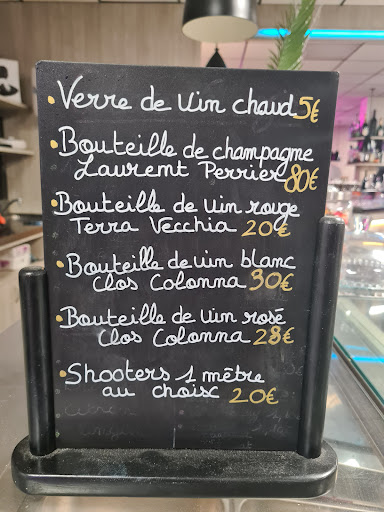 • Verre de vin chaud 5€
• Bouteille de champagne
Laurent Perrier 80€
• Bouteille de vin rouge
Terra Vecchia 20€
• Bouteille de vin blanc
Clos Colonna 30€
• Bouteille de vin rosé
Clos Colonna 28€
• Shooters 1 mêtre
au choix 20€